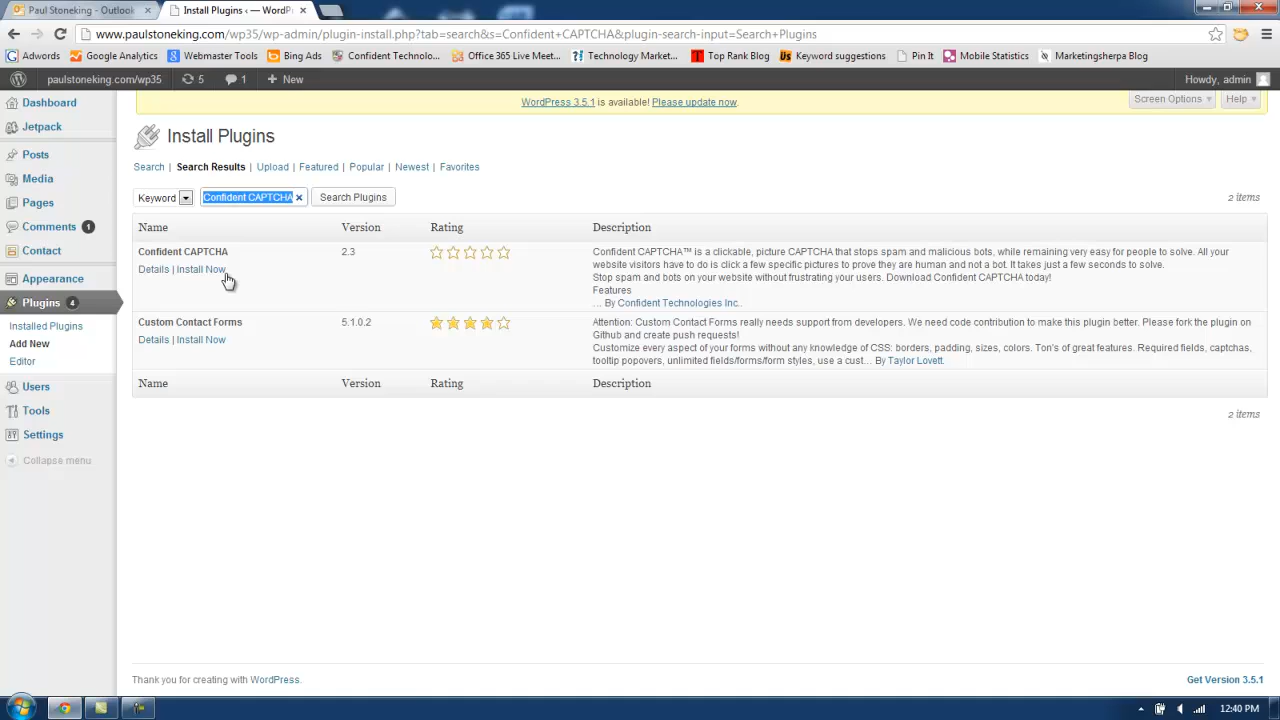 Paul Stoneking - Outlook
Install Plugins ‹ — WordP
www.paulstoneking.com/wp35/wp-admin/plugin-install.php?tab=search&s=Confident+CAPTCHA&plugin-search-input=Search+Plugins
Adwords Google Analytics Webmaster Tools Bing Ads Confident Technolo... Office 365 Live Meet... Technology Market... Top Rank Blog Keyword suggestions Pin It Mobile Statistics Marketingsherpa Blog
paulstoneking.com/wp35 5 1 + New Howdy, admin
WordPress 3.5.1 is available! Please update now.
Screen Options Help
Dashboard
Jetpack
Posts
Media
Pages
Comments 1
Contact
Appearance
Plugins 4
Installed Plugins
Add New
Editor
Users
Tools
Settings
Collapse menu
Install Plugins
Search | Search Results | Upload | Featured | Popular | Newest | Favorites
Keyword Confident CAPTCHA × Search Plugins
2 items
Name Version Rating Description
Confident CAPTCHA 2.3
Details | Install Now
Confident CAPTCHA™ is a clickable, picture CAPTCHA that stops spam and malicious bots, while remaining very easy for people to solve. All your
website visitors have to do is click a few specific pictures to prove they are human and not a bot. It takes just a few seconds to solve.
Stop spam and bots on your website without frustrating your users. Download Confident CAPTCHA today!
Features
... By Confident Technologies Inc..
Custom Contact Forms 5.1.0.2
Details | Install Now
Attention: Custom Contact Forms really needs support from developers. We need code contribution to make this plugin better. Please fork the plugin on
Github and create push requests!
Customize every aspect of your forms without any knowledge of CSS: borders, padding, sizes, colors. Ton's of great features. Required fields, captchas,
tooltip popovers, unlimited fields/forms/form styles, use a cust... By Taylor Lovett.
Name Version Rating Description
2 items
Thank you for creating with WordPress.
Get Version 3.5.1
12:40 PM